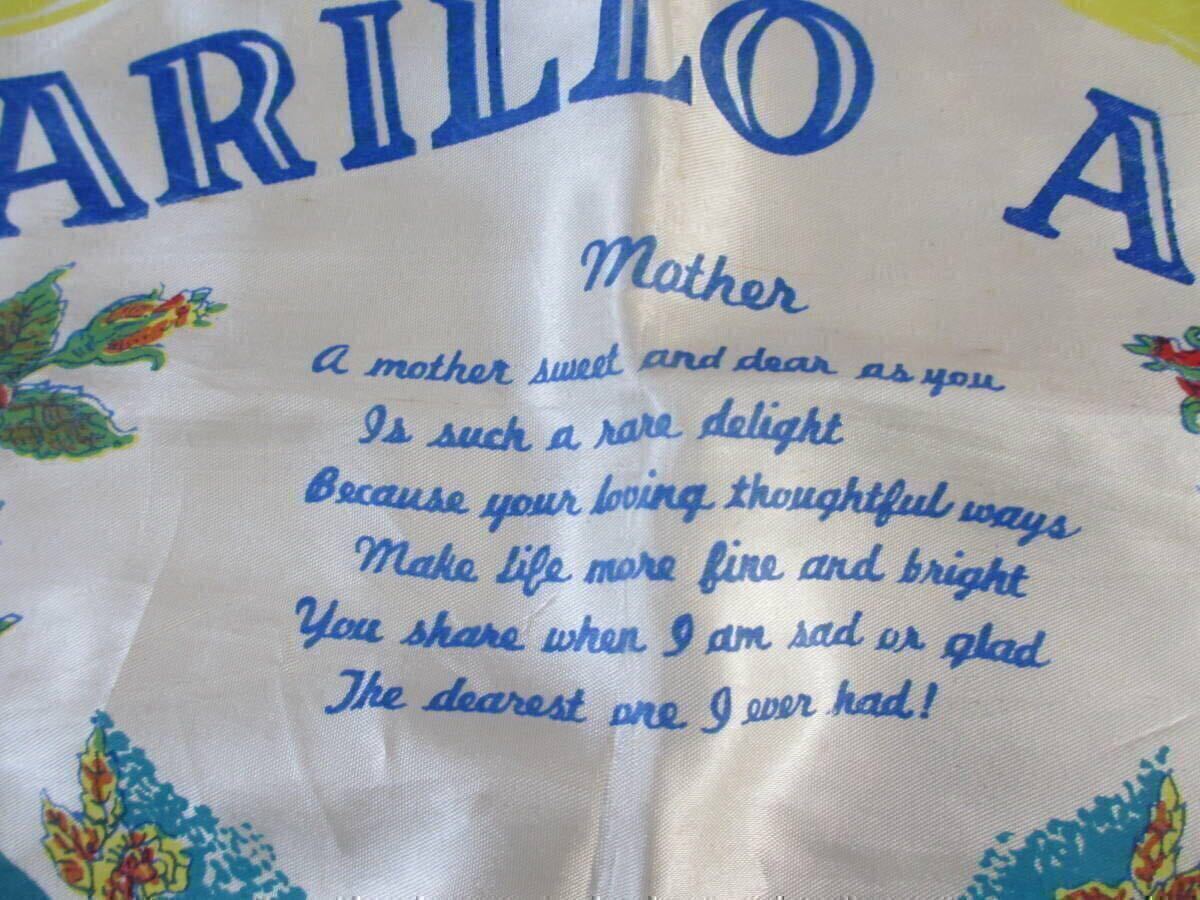 ARILLO A
Mother
A mother sweet and dear as you
Is such a rare delight
Because your loving thoughtful ways
Make life more fine and bright
You share when I am sad or glad
The dearest one I ever had!